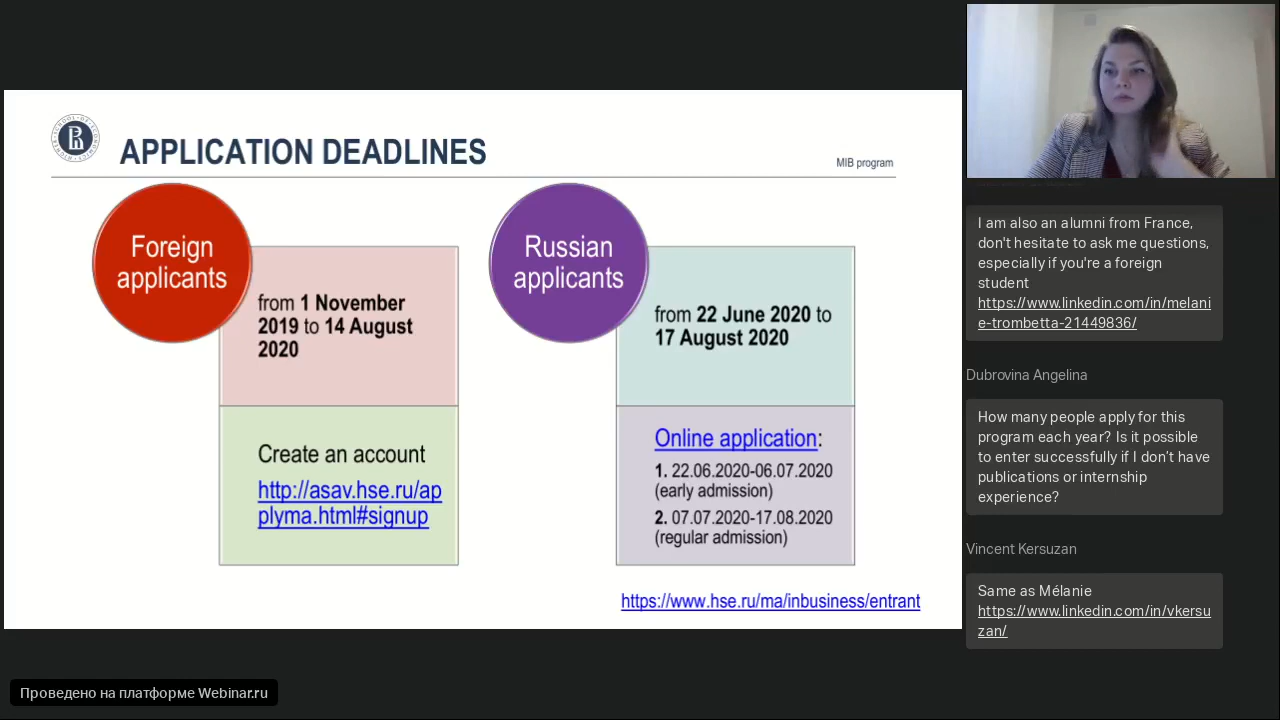 APPLICATION DEADLINES
MIB program
Foreign
applicants
from 1 November
2019 to 14 August
2020
Create an account
http://asav.hse.ru/ap
plyma.html#signup
Russian
applicants
from 22 June 2020 to
17 August 2020
Online application:
1. 22.06.2020-06.07.2020
(early admission)
2. 07.07.2020-17.08.2020
(regular admission)
https://www.hse.ru/ma/inbusiness/entrant
I am also an alumni from France,
don't hesitate to ask me questions,
especially if you're a foreign
student
https://www.linkedin.com/in/melani
e-trombetta-21449836/
Dubrovina Angelina
How many people apply for this
program each year? Is it possible
to enter successfully if I don't have
publications or internship
experience?
Vincent Kersuzan
Same as Mélanie
https://www.linkedin.com/in/vkersu
zan/
Проведено на платформе Webinar.ru